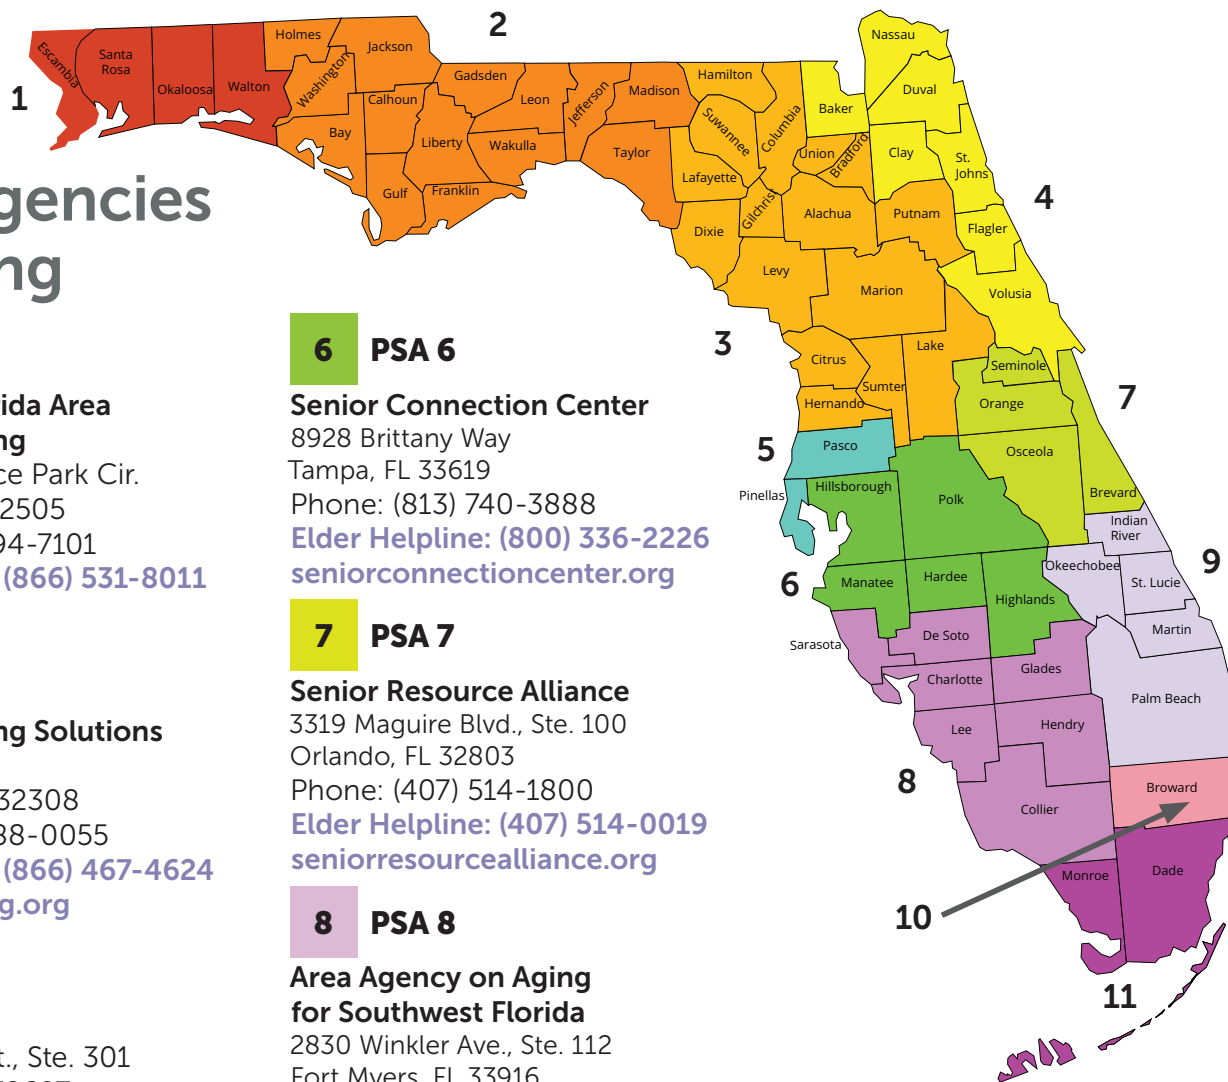 gencies
ng
rida Area
ng
ce Park Cir.
2505
94-7101
(866) 531-8011
ng Solutions
32308
88-0055
(866) 467-4624
g.org
t., Ste. 301
6 PSA 6
Senior Connection Center
8928 Brittany Way
Tampa, FL 33619
Phone: (813) 740-3888
Elder Helpline: (800) 336-2226
seniorconnectioncenter.org
7 PSA 7
Senior Resource Alliance
3319 Maguire Blvd., Ste. 100
Orlando, FL 32803
Phone: (407) 514-1800
Elder Helpline: (407) 514-0019
seniorresourcealliance.org
8 PSA 8
Area Agency on Aging
for Southwest Florida
2830 Winkler Ave., Ste. 112
Fort Myers, FL 33916
1
Escambia
Santa
Rosa
Okaloosa
Walton
2
Holmes
Jackson
Washington
Bay
Calhoun
Gulf
Liberty
Franklin
Gadsden
Leon
Wakulla
Jefferson
Madison
Taylor
3
Hamilton
Suwannee
Columbia
Lafayette
Dixie
Gilchrist
Union
Bradford
Alachua
Putnam
Levy
Marion
Citrus
Hernando
Sumter
Lake
4
Nassau
Duval
Baker
Clay
St.
Johns
Flagler
Volusia
5
Pasco
Pinellas
6
Hillsborough
Polk
Manatee
Hardee
Highlands
7
Seminole
Orange
Osceola
Brevard
8
Sarasota
De Soto
Charlotte
Glades
Lee
Hendry
Collier
9
Indian
River
Okeechobee
St. Lucie
Martin
Palm Beach
10
Broward
11
Monroe
Dade